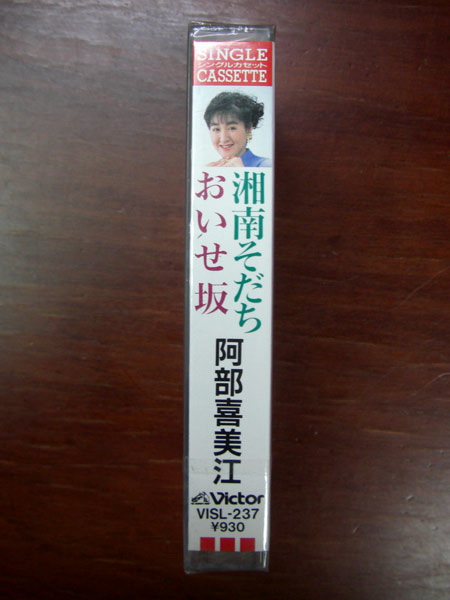 SINGLE
シングルカセット
CASSETTE
湘南そだち
おいせ坂
阿部喜美江
Victor
VISL-237
¥930